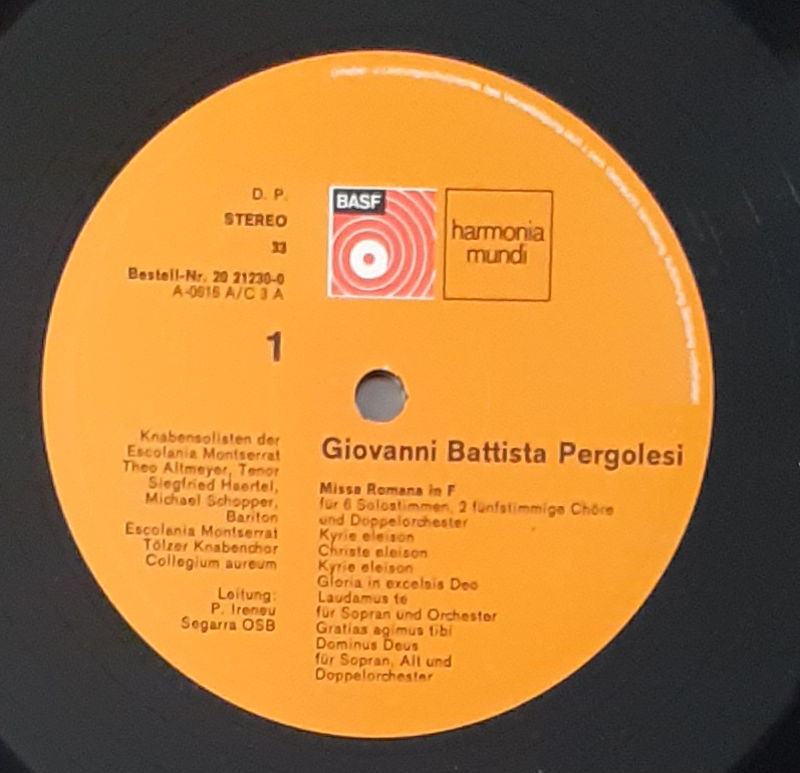 BASF
harmonia
mundi
D. P.
STEREO
33
Bestell-Nr. 20 21230-0
A-0616 A/C 3 A
1
Knabensolisten der
Escolania Montserrat
Theo Altmeyer, Tenor
Siegfried Haertel,
Michael Schopper,
Bariton
Escolania Montserrat
Tölzer Knabenchor
Collegium aureum
Leitung:
P. Ireneu
Segarra OSB
Giovanni Battista Pergolesi
Missa Romana in F
für 6 Solostimmen, 2 fünfstimmige Chöre
und Doppelorchester
Kyrie eleison
Christe eleison
Kyrie eleison
Gloria in excelsis Deo
Laudamus te
für Sopran und Orchester
Gratias agimus tibi
Dominus Deus
für Sopran, Alt und
Doppelorchester